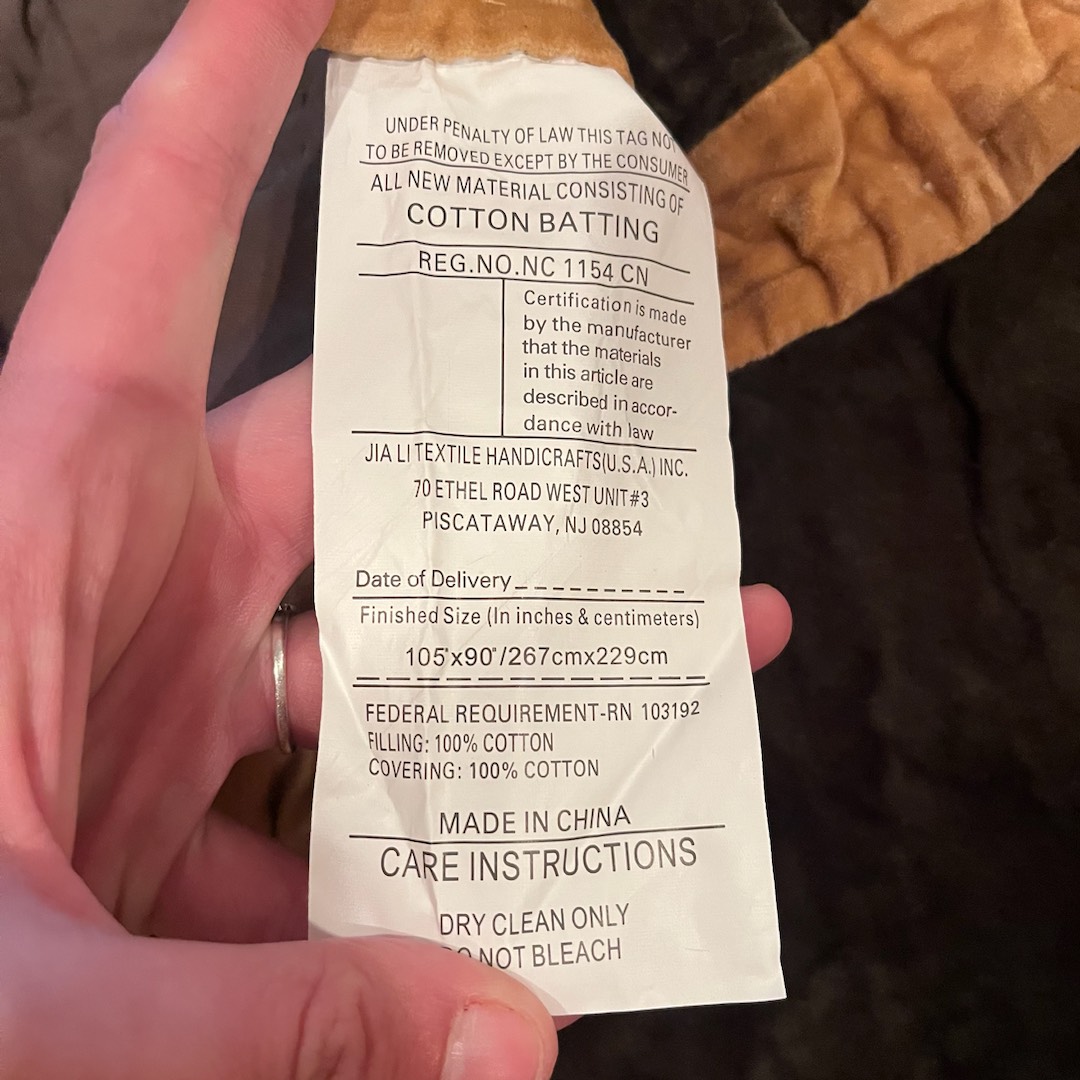 UNDER PENALTY OF LAW THIS TAG NOT
TO BE REMOVED EXCEPT BY THE CONSUMER
ALL NEW MATERIAL CONSISTING OF
COTTON BATTING
REG.NO.NC 1154 CN
Certification is made
by the manufacturer
that the materials
in this article are
described in accor-
dance with law
JIA LI TEXTILE HANDICRAFTS(U.S.A.) INC.
70 ETHEL ROAD WEST UNIT#3
PISCATAWAY, NJ 08854
Date of Delivery
Finished Size (In inches & centimeters)
105"x90"/267cmx229cm
FEDERAL REQUIREMENT-RN 103192
FILLING: 100% COTTON
COVERING: 100% COTTON
MADE IN CHINA
CARE INSTRUCTIONS
DRY CLEAN ONLY
DO NOT BLEACH